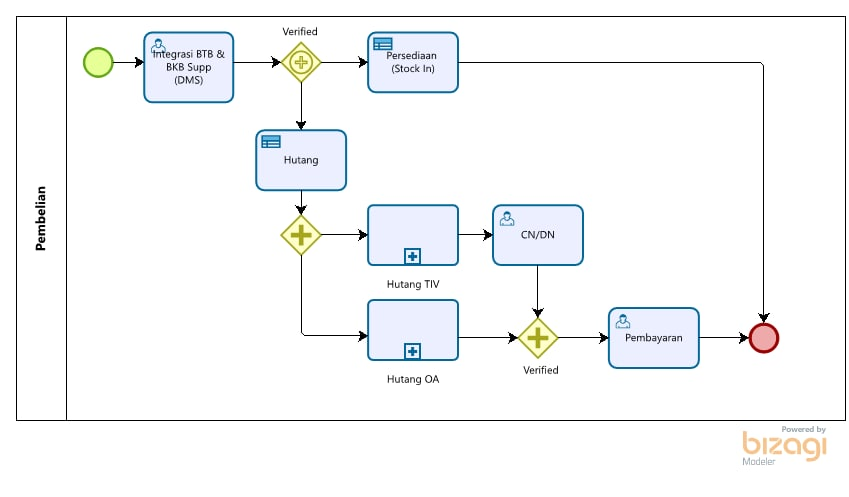 Pembelian
Verified
Integrasi BTB &
BKB Supp
(DMS)
Persediaan
(Stock In)
Hutang
CN/DN
Hutang TIV
Pembayaran
Verified
Hutang OA
Powered by
bizagi
Modeler